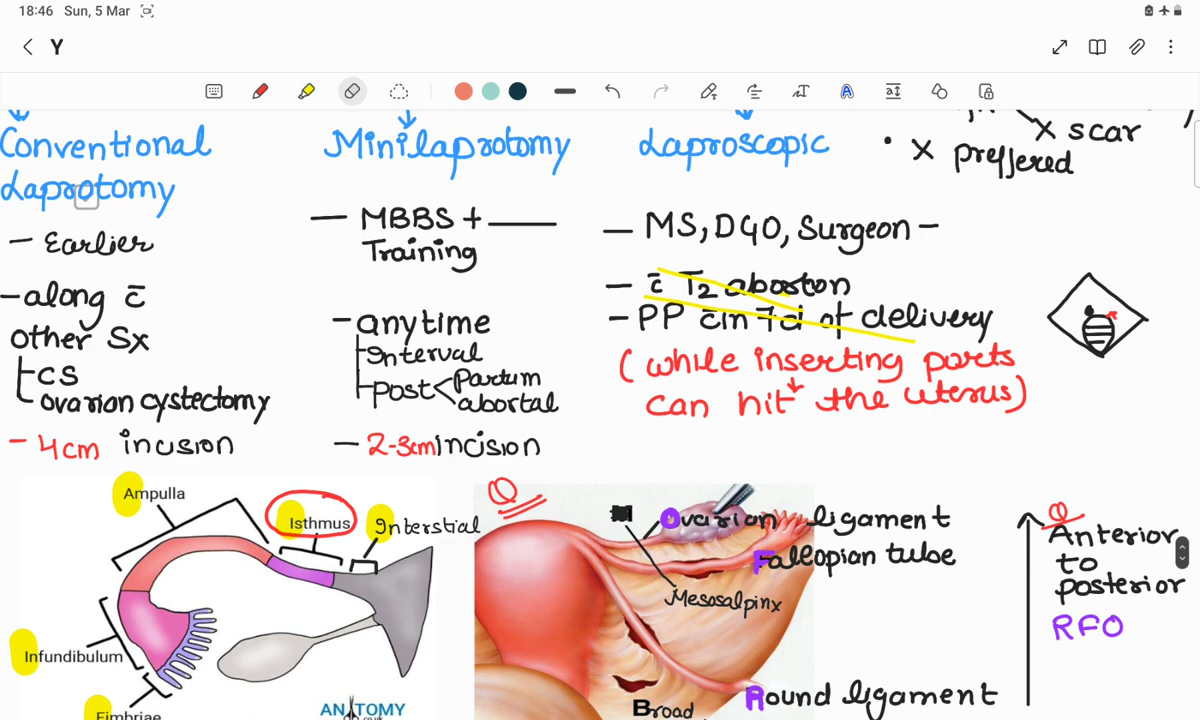 18:46 Sun, 5 Mar
Y
Conventional
Laprotomy
- Earlier
- along c̄
other Sx
CS
ovarion cystectomy
- 4cm incision
Minilaprotomy
- MBBS +
Training
- anytime
Interval
Post
Partum
abortal
- 2-3cm incision
Laproscopic
- MS, DGO, Surgeon -
- c̄ T2 abortion
- PP c̄in 7d of delivery
(while inserting ports
can hit the uterus)
x scar
• X preffered
Ampulla
Isthmus
Interstial
Infundibulum
Fimbriae
ANATOMY
Q
Ovarian ligament
Fallopian tube
Mesosalpinx
Round ligament
Broad
Q
Anterior
to
posterior
RFO